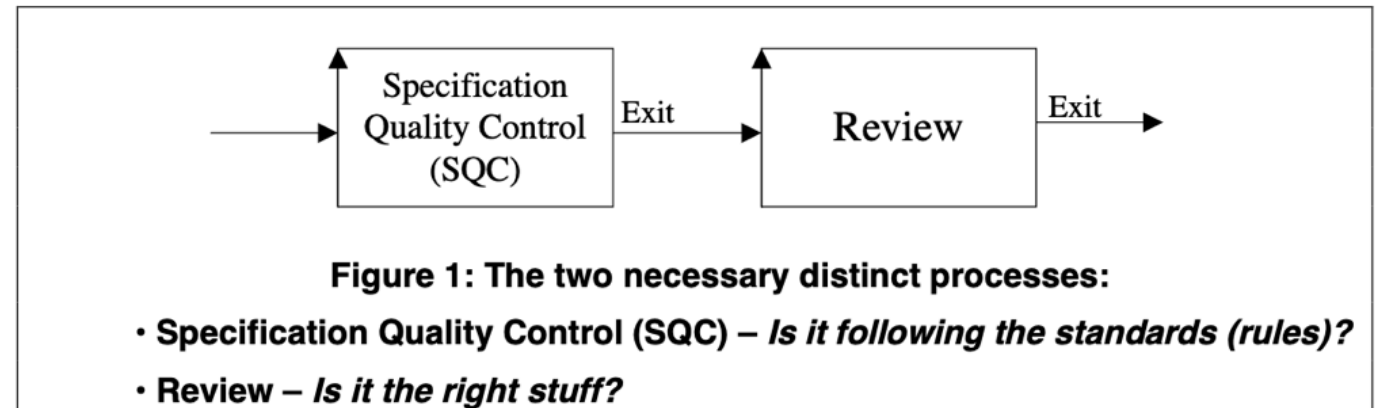 Specification
Quality Control
(SQC)
Exit
Review
Exit
Figure 1: The two necessary distinct processes:
• Specification Quality Control (SQC) – Is it following the standards (rules)?
• Review – Is it the right stuff?